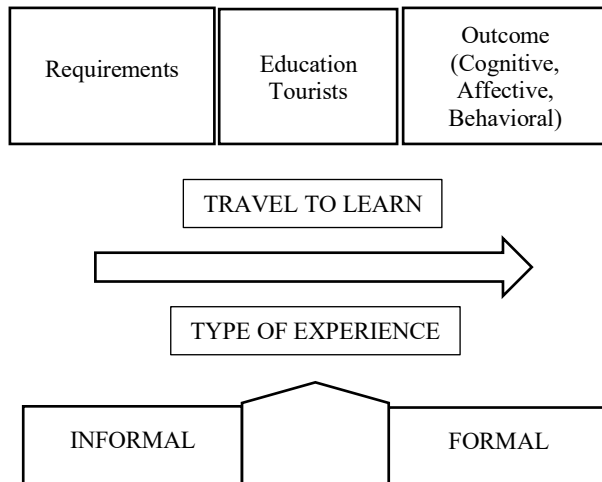 Requirements
Education
Tourists
Outcome
(Cognitive,
Affective,
Behavioral)
TRAVEL TO LEARN
TYPE OF EXPERIENCE
INFORMAL
FORMAL